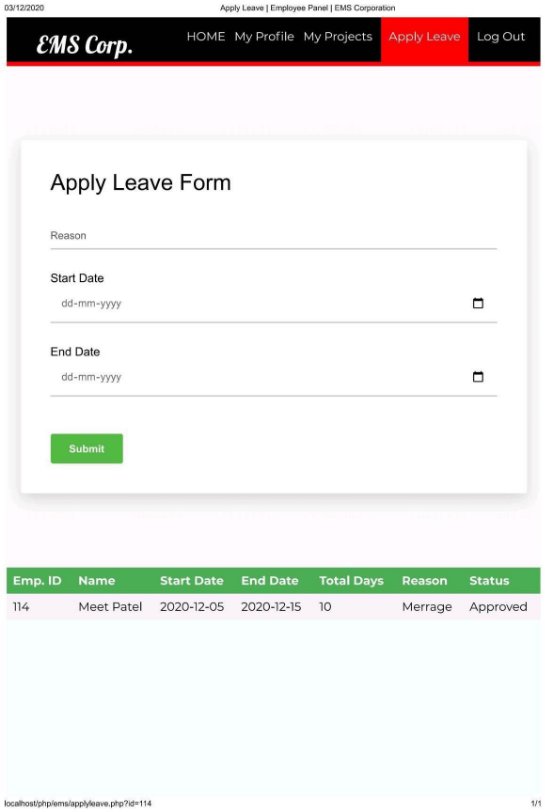 03/12/2020 Apply Leave | Employee Panel | EMS Corporation
EMS Corp. HOME My Profile My Projects Apply Leave Log Out
Apply Leave Form
Reason
Start Date
dd-mm-yyyy
End Date
dd-mm-yyyy
Submit
Emp. ID Name Start Date End Date Total Days Reason Status
114 Meet Patel 2020-12-05 2020-12-15 10 Merrage Approved
localhost/php/ems/applyleave.php?id=114 1/1